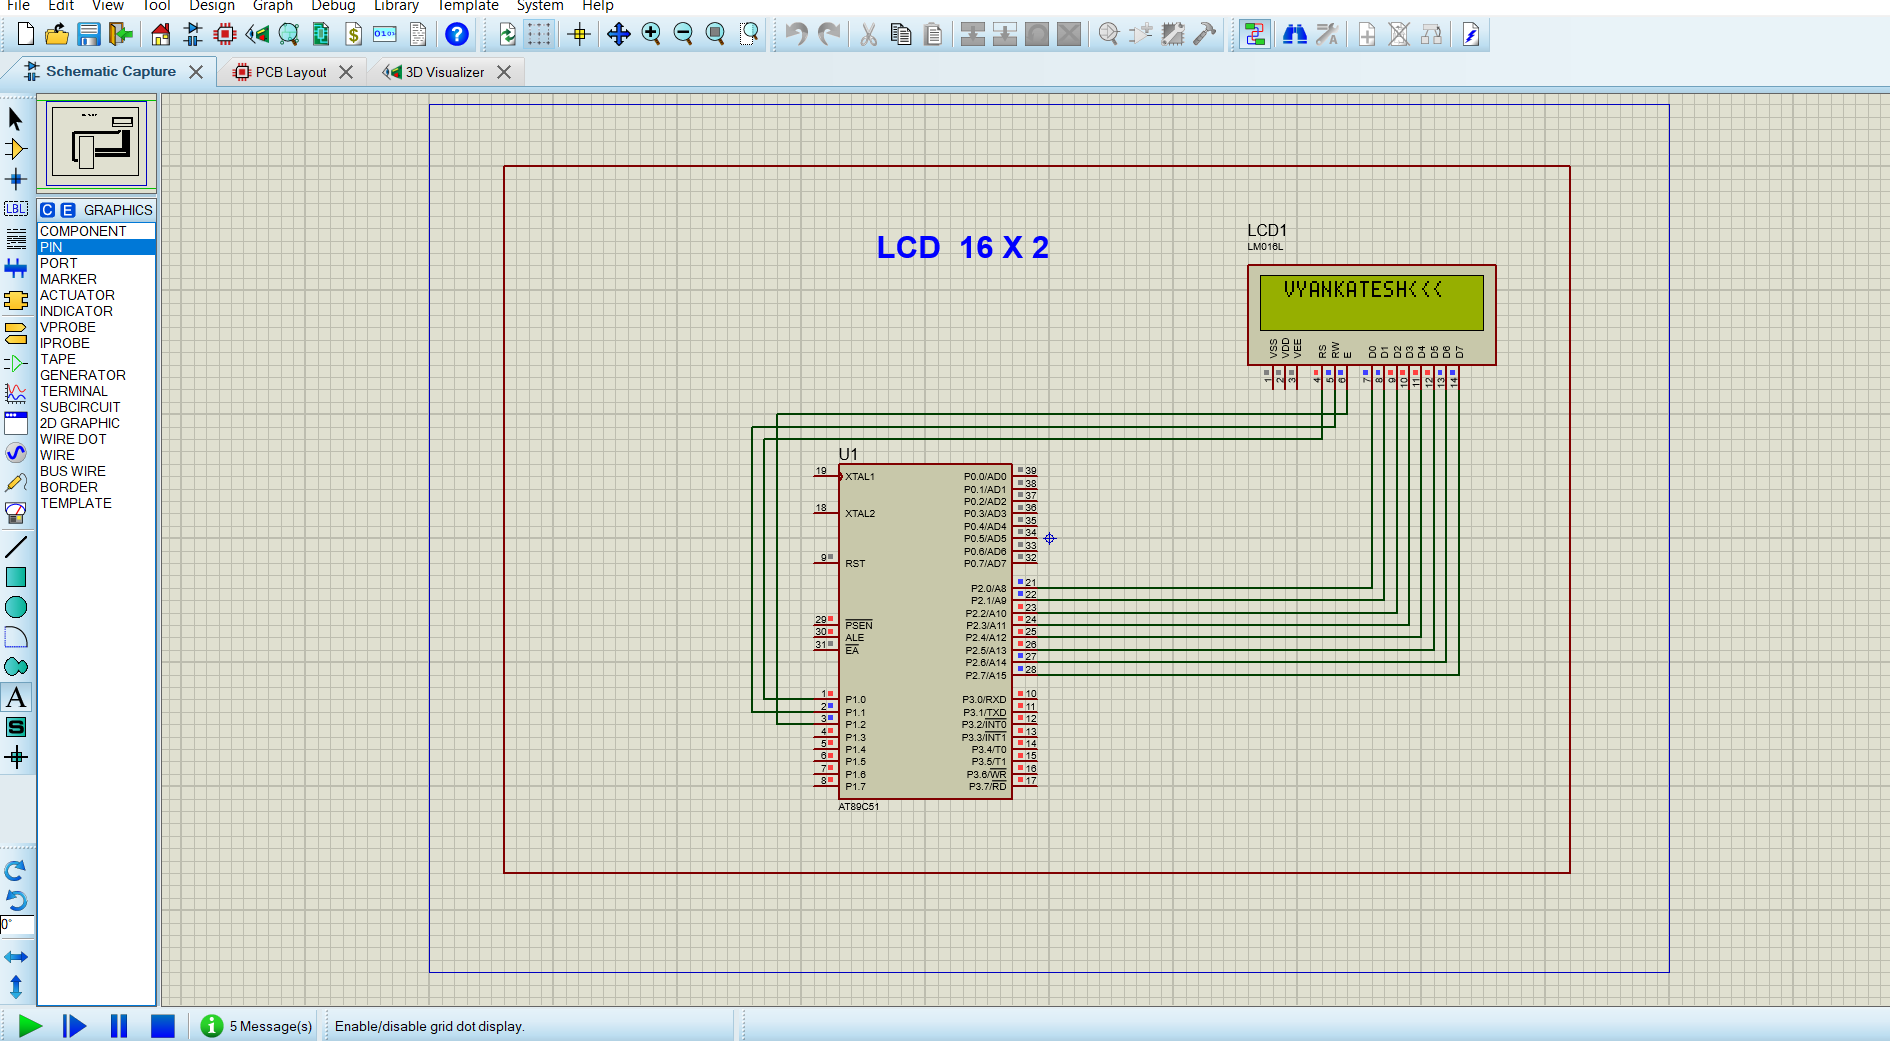 File Edit View Tool Design Graph Debug Library Template System Help
Schematic Capture PCB Layout 3D Visualizer
LBL
C E GRAPHICS
COMPONENT
PIN
PORT
MARKER
ACTUATOR
INDICATOR
VPROBE
IPROBE
TAPE
GENERATOR
TERMINAL
SUBCIRCUIT
2D GRAPHIC
WIRE DOT
WIRE
BUS WIRE
BORDER
TEMPLATE
A
S
0°
LCD 16 X 2
LCD1
LM016L
VYANKATESH<<<
VSS VDD VEE RS RW E D0 D1 D2 D3 D4 D5 D6 D7
1 2 3 4 5 6 7 8 9 10 11 12 13 14
U1
19 XTAL1 P0.0/AD0 39
P0.1/AD1 38
P0.2/AD2 37
18 XTAL2 P0.3/AD3 36
P0.4/AD4 35
P0.5/AD5 34
P0.6/AD6 33
9 RST P0.7/AD7 32
P2.0/A8 21
P2.1/A9 22
P2.2/A10 23
29 PSEN P2.3/A11 24
30 ALE P2.4/A12 25
31 EA P2.5/A13 26
P2.6/A14 27
P2.7/A15 28
1 P1.0 P3.0/RXD 10
2 P1.1 P3.1/TXD 11
3 P1.2 P3.2/INT0 12
4 P1.3 P3.3/INT1 13
5 P1.4 P3.4/T0 14
6 P1.5 P3.5/T1 15
7 P1.6 P3.6/WR 16
8 P1.7 P3.7/RD 17
AT89C51
5 Message(s) Enable/disable grid dot display.